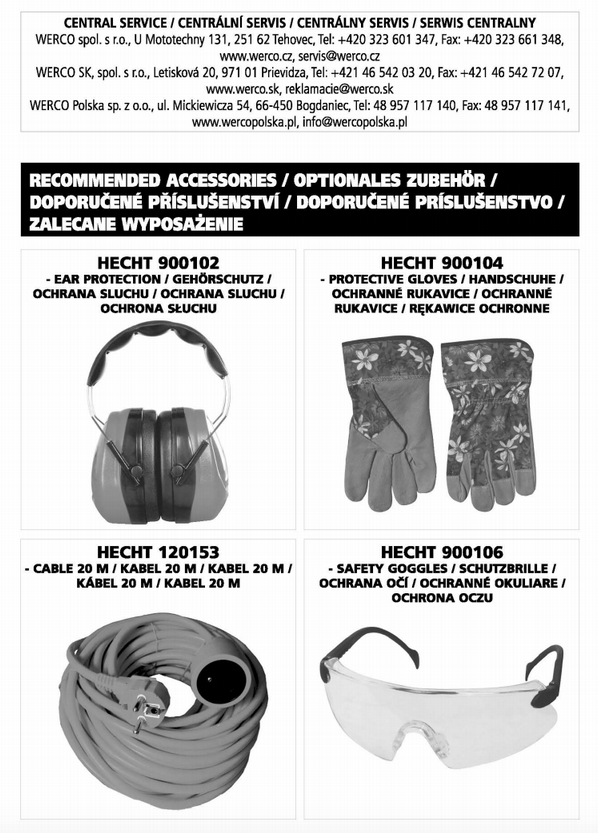 CENTRAL SERVICE / CENTRÁLNÍ SERVIS / CENTRÁLNY SERVIS / SERWIS CENTRALNY
WERCO spol. s r.o., U Mototechny 131, 251 62 Tehovec, Tel: +420 323 601 347, Fax: +420 323 661 348,
www.werco.cz, servis@werco.cz
WERCO SK, spol. s r.o., Letisková 20, 971 01 Prievidza, Tel: +421 46 542 03 20, Fax: +421 46 542 72 07,
www.werco.sk, reklamacie@werco.sk
WERCO Polska sp. z o.o., ul. Mickiewicza 54, 66-450 Bogdaniec, Tel: 48 957 117 140, Fax: 48 957 117 141,
www.wercopolska.pl, info@wercopolska.pl
RECOMMENDED ACCESSORIES / OPTIONALES ZUBEHÖR /
DOPORUČENÉ PŘÍSLUŠENSTVÍ / DOPORUČENÉ PRÍSLUŠENSTVO /
ZALECANE WYPOSAŻENIE
HECHT 900102
- EAR PROTECTION / GEHÖRSCHUTZ /
OCHRANA SLUCHU / OCHRANA SLUCHU /
OCHRONA SŁUCHU
HECHT 900104
- PROTECTIVE GLOVES / HANDSCHUHE /
OCHRANNÉ RUKAVICE / OCHRANNÉ
RUKAVICE / RĘKAWICE OCHRONNE
HECHT 120153
- CABLE 20 M / KABEL 20 M / KABEL 20 M /
KÁBEL 20 M / KABEL 20 M
HECHT 900106
- SAFETY GOGGLES / SCHUTZBRILLE /
OCHRANA OČÍ / OCHRANNÉ OKULIARE /
OCHRONA OCZU